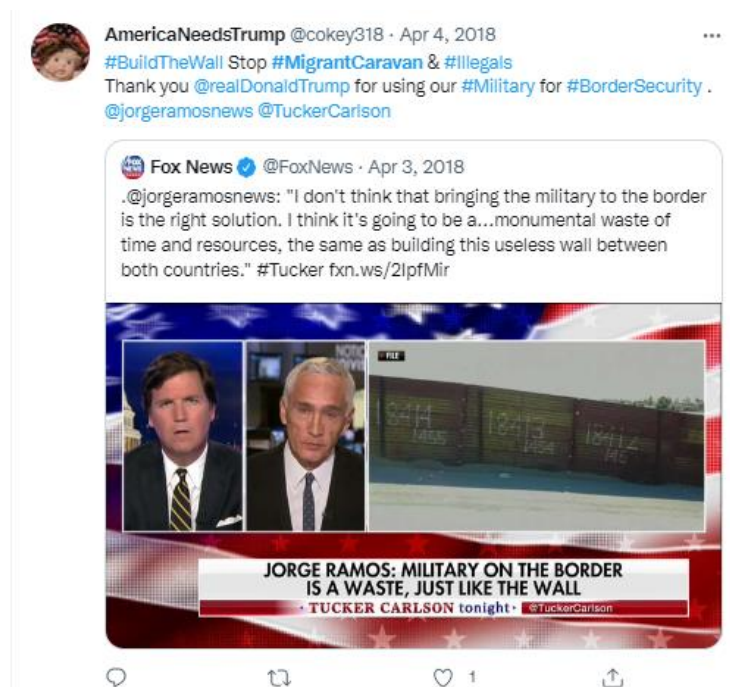 AmericaNeedsTrump @cokey318 · Apr 4, 2018
#BuildTheWall Stop #MigrantCaravan & #Illegals
Thank you @realDonaldTrump for using our #Military for #BorderSecurity .
@jorgeramosnews @TuckerCarlson
Fox News @FoxNews · Apr 3, 2018
.@jorgeramosnews: "I don't think that bringing the military to the border
is the right solution. I think it's going to be a...monumental waste of
time and resources, the same as building this useless wall between
both countries." #Tucker fxn.ws/2IpfMir
FILE
JORGE RAMOS: MILITARY ON THE BORDER
IS A WASTE, JUST LIKE THE WALL
TUCKER CARLSON tonight · @TuckerCarlson
1